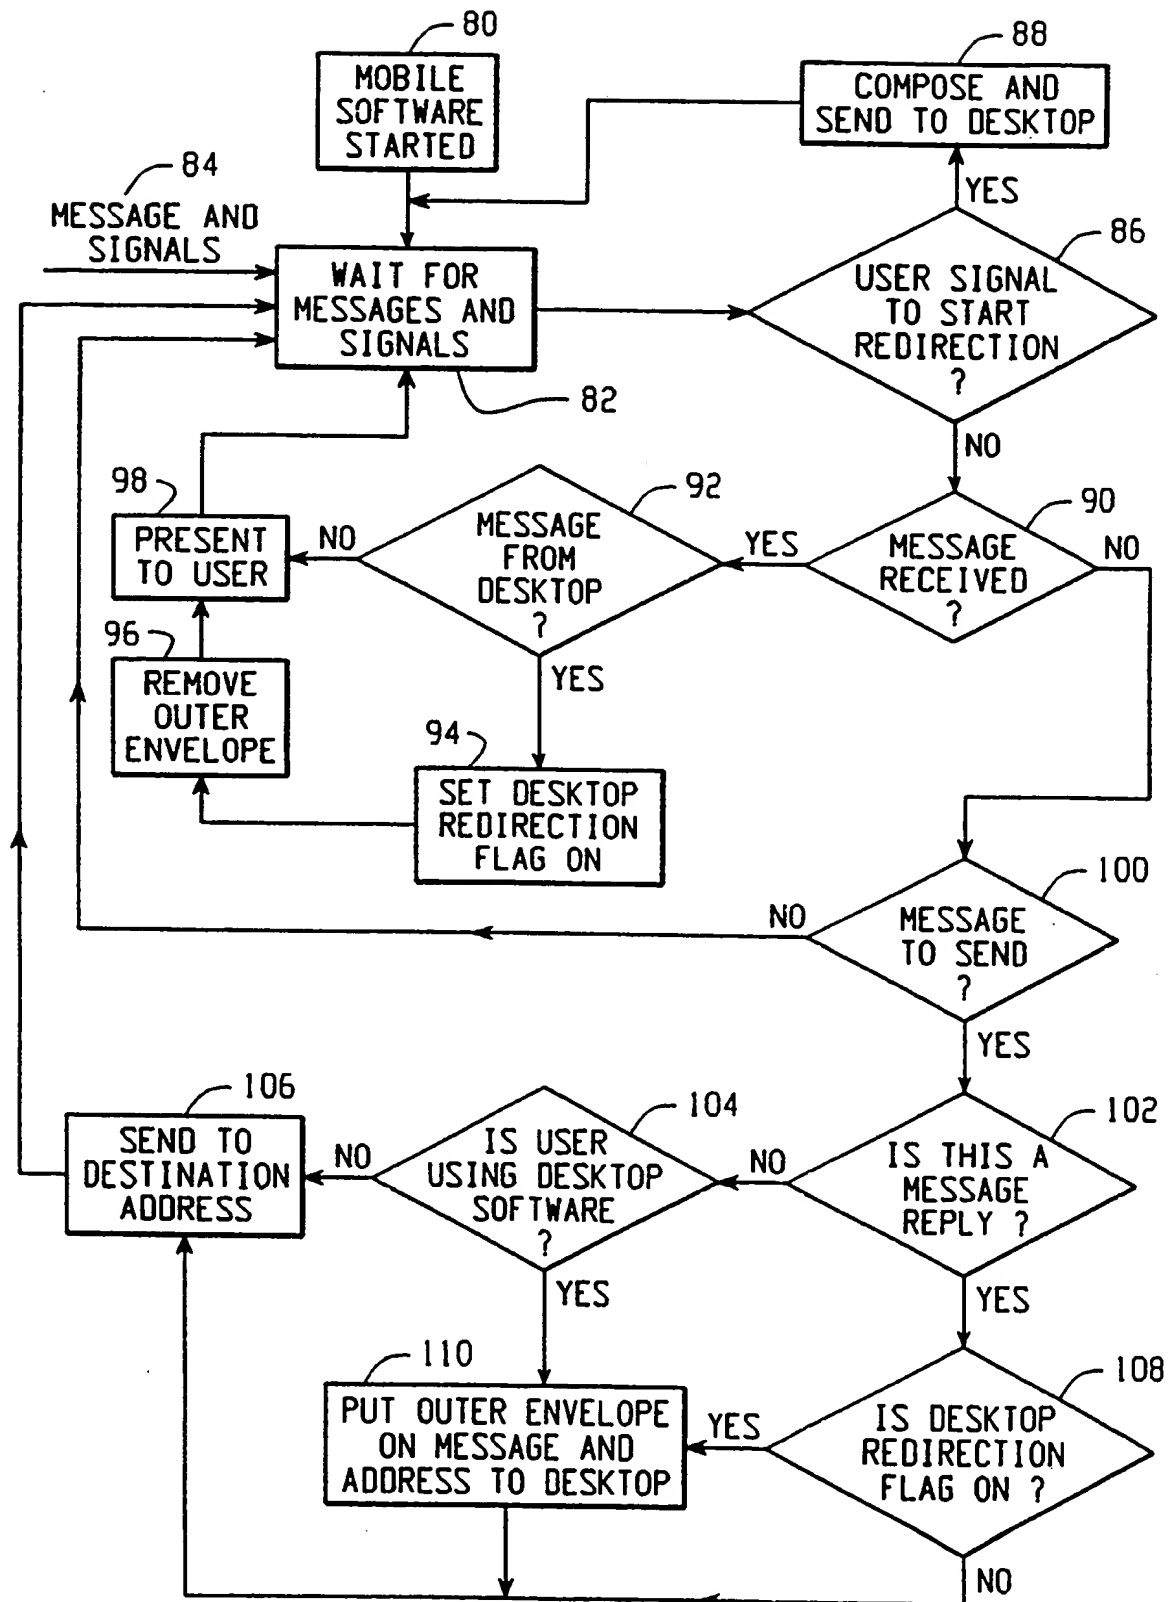 80
MOBILE
SOFTWARE
STARTED
88
COMPOSE AND
SEND TO DESKTOP
84
MESSAGE AND
SIGNALS
YES
86
WAIT FOR
MESSAGES AND
SIGNALS
USER SIGNAL
TO START
REDIRECTION
?
82
NO
98
PRESENT
TO USER
NO
92
MESSAGE
FROM
DESKTOP
?
YES
90
MESSAGE
RECEIVED
?
NO
96
REMOVE
OUTER
ENVELOPE
YES
94
SET DESKTOP
REDIRECTION
FLAG ON
100
NO
MESSAGE
TO SEND
?
YES
106
SEND TO
DESTINATION
ADDRESS
NO
104
IS USER
USING DESKTOP
SOFTWARE
?
NO
102
IS THIS A
MESSAGE
REPLY ?
YES
YES
110
PUT OUTER ENVELOPE
ON MESSAGE AND
ADDRESS TO DESKTOP
YES
108
IS DESKTOP
REDIRECTION
FLAG ON ?
NO